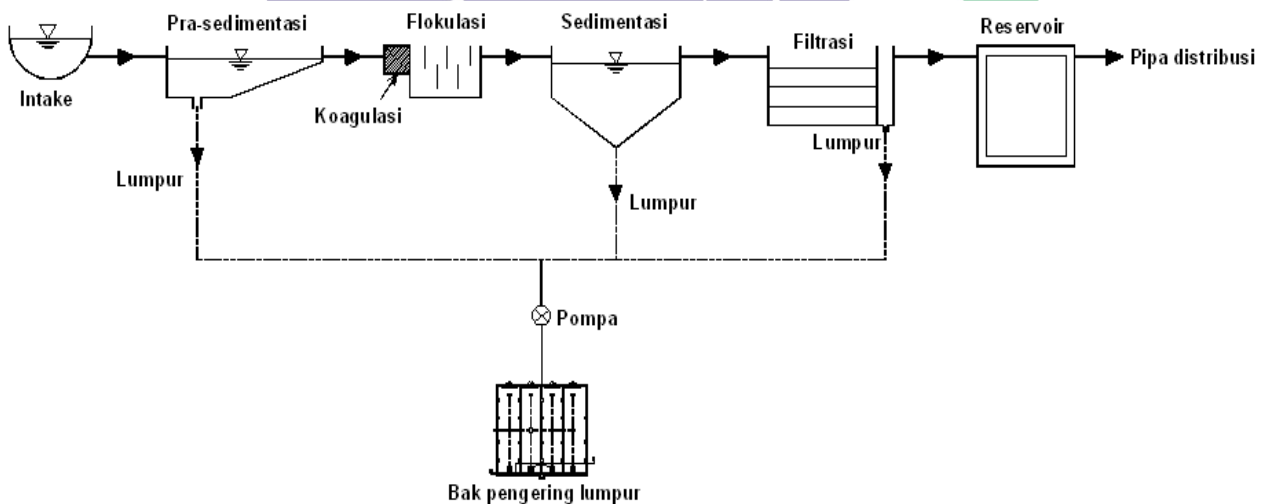 Intake
Pra-sedimentasi
Koagulasi
Flokulasi
Sedimentasi
Filtrasi
Reservoir
Pipa distribusi
Lumpur
Lumpur
Lumpur
Pompa
Bak pengering lumpur